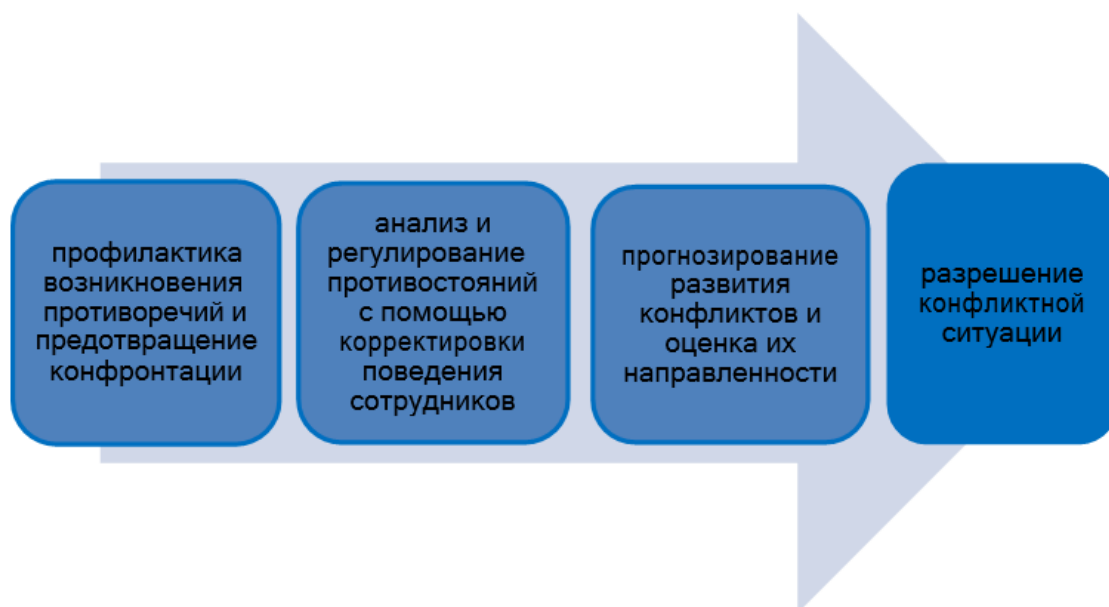 профилактика
возникновения
противоречий и
предотвращение
конфронтации
анализ и
регулирование
противостояний
с помощью
корректировки
поведения
сотрудников
прогнозирование
развития
конфликтов и
оценка их
направленности
разрешение
конфликтной
ситуации